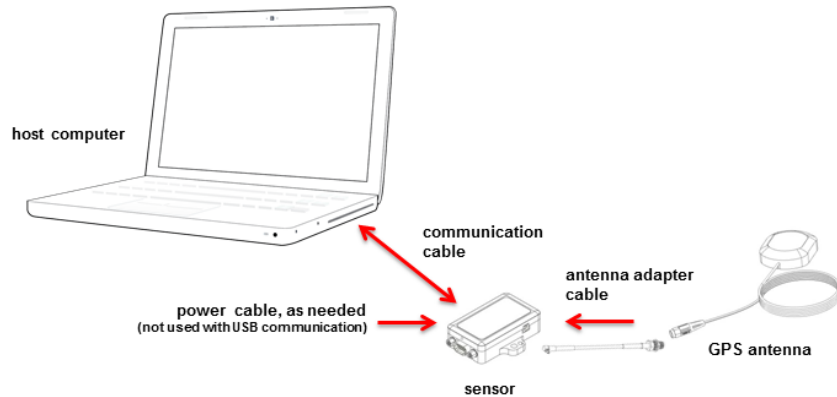 host computer
communication
cable
antenna adapter
cable
power cable, as needed
(not used with USB communication)
GPS antenna
sensor